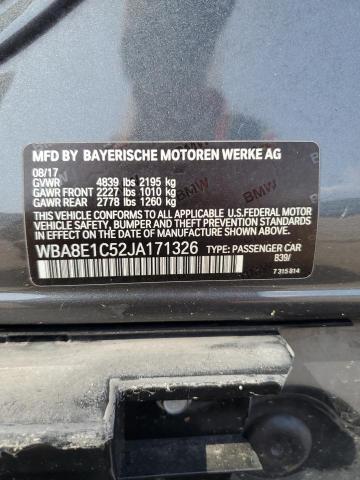 MFD BY BAYERISCHE MOTOREN WERKE AG
08/17
GVWR 4839 lbs 2195 kg
GAWR FRONT 2227 lbs 1010 kg
GAWR REAR 2778 lbs 1260 kg
THIS VEHICLE CONFORMS TO ALL APPLICABLE U.S.FEDERAL MOTOR
VEHICLE SAFETY, BUMPER, AND THEFT PREVENTION STANDARDS
IN EFFECT ON THE DATE OF MANUFACTURE SHOWN ABOVE.
WBA8E1C52JA171326 TYPE: PASSENGER CAR
B39/
7 315 814
BMW
BMW